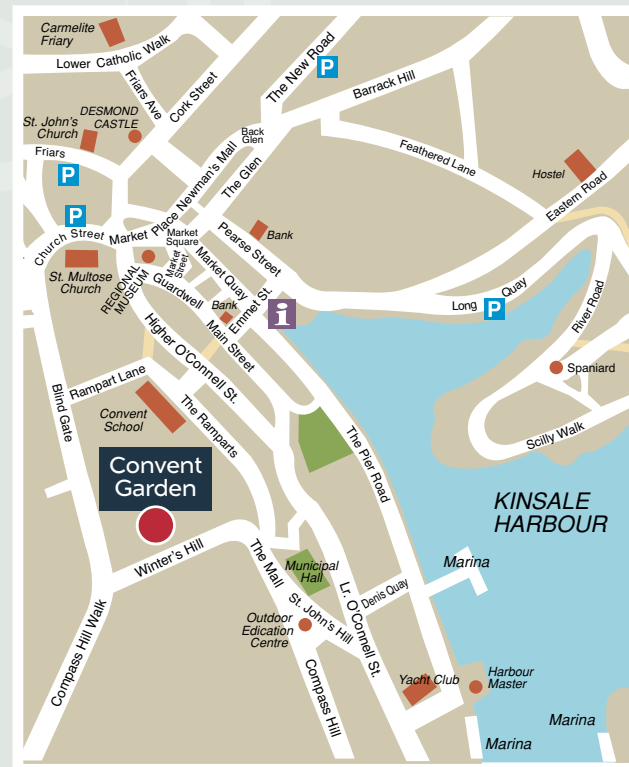 Carmelite
Friary
Lower Catholic Walk
Friars Ave
Cork Street
The New Road
P
Barrack Hill
St. John's
Church
DESMOND
CASTLE
Friars
P
Back
Glen
Newman's Mall
The Glen
Feathered Lane
Hostel
Eastern Road
P
Church Street
Market Place
Market
Square
Pearse Street
Bank
St. Multose
Church
REGIONAL
MUSEUM
Market
Street
Market Quay
Guardwell
Bank
Emmet St.
i
Main Street
Long Quay
P
River Road
Higher O'Connell St.
Spaniard
Scilly Walk
Blind Gate
Rampart Lane
Convent
School
The Ramparts
The Pier Road
Convent
Garden
KINSALE
HARBOUR
Winter's Hill
The Mall
Municipal
Hall
Marina
Denis Quay
St. John's Hill
Lr. O'Connell St.
Outdoor
Edication
Centre
Compass Hill Walk
Compass Hill
Yacht Club
Harbour
Master
Marina
Marina